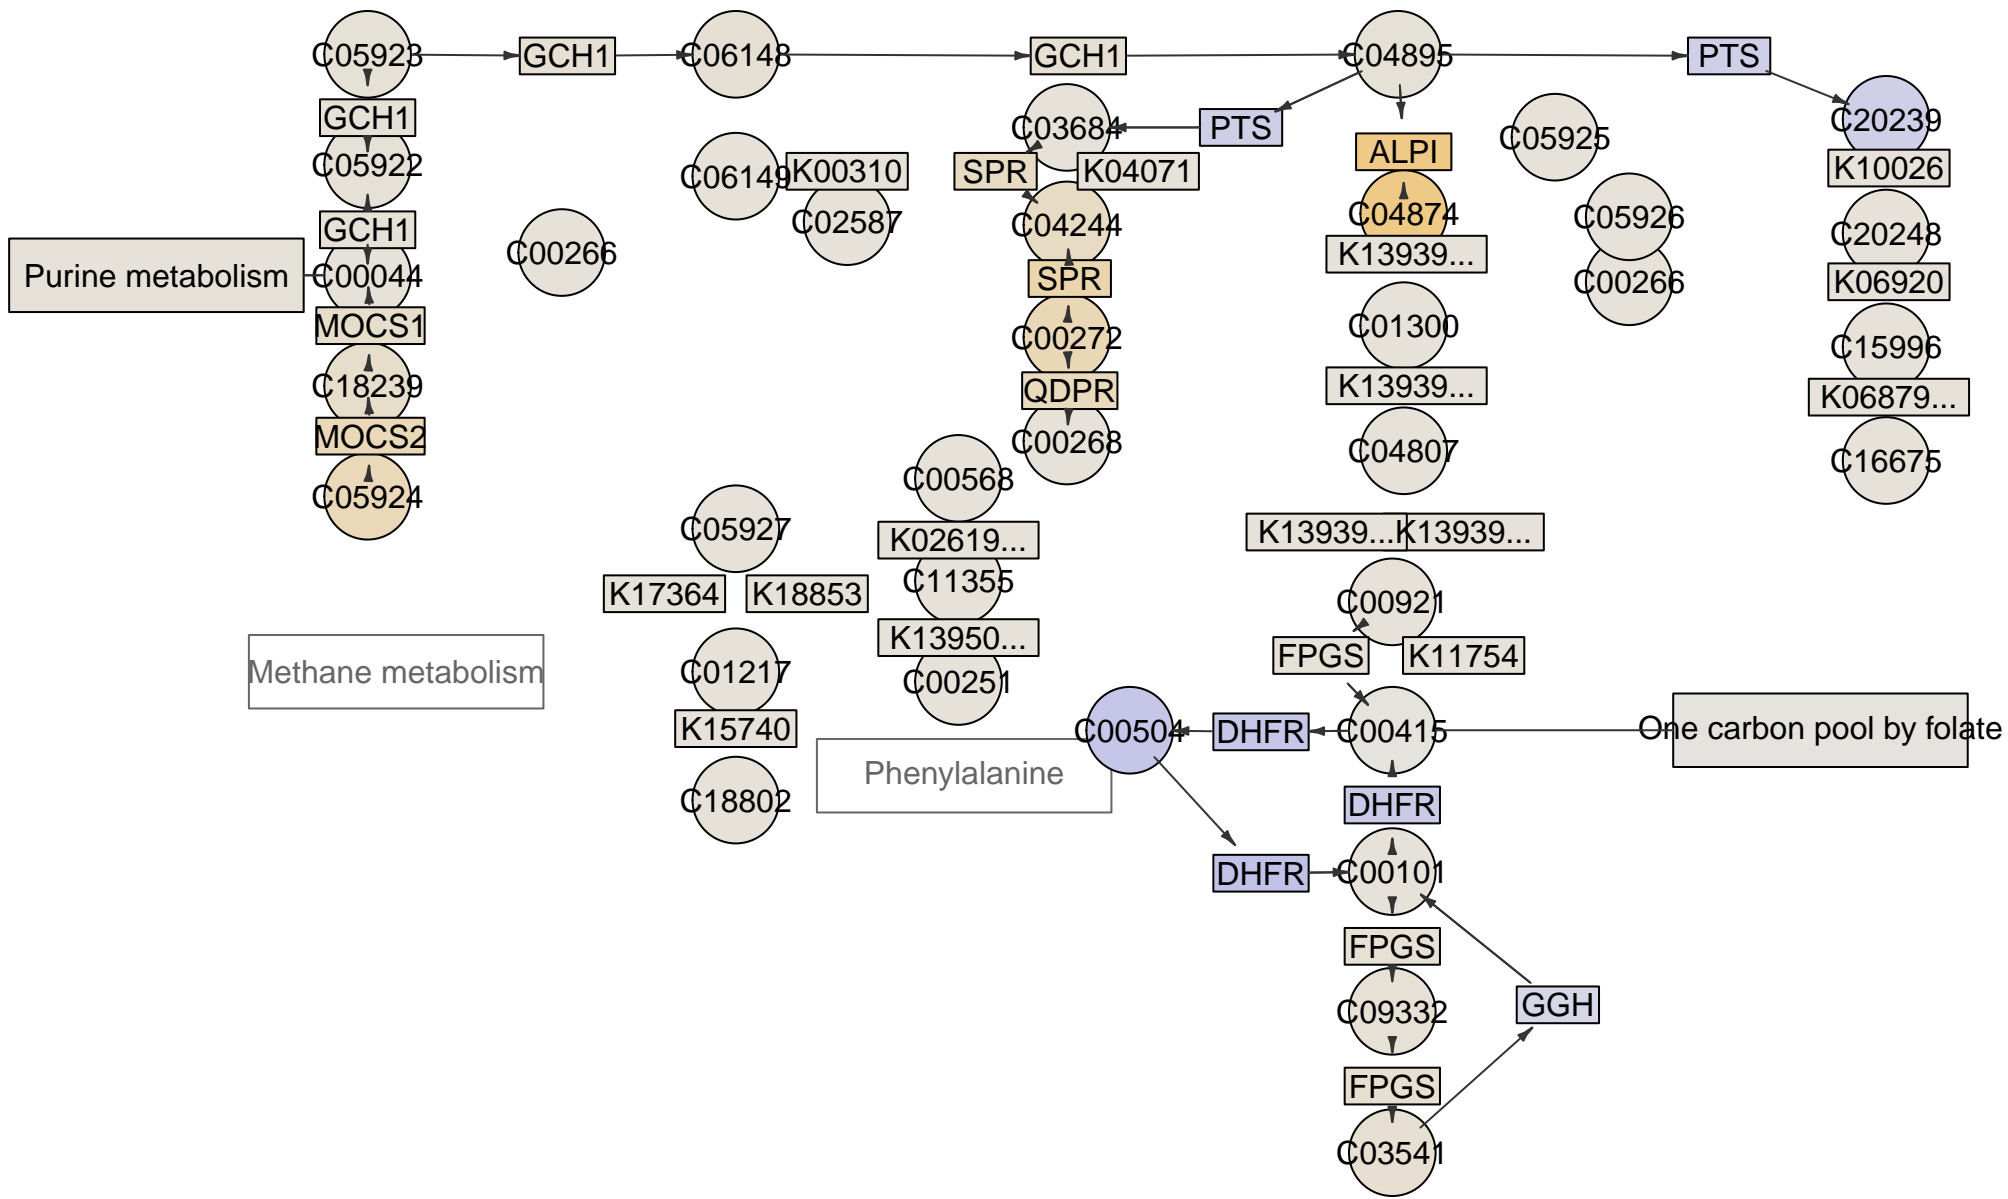 C05923
GCH1
C06148
GCH1
C04895
PTS
GCH1
C03684
PTS
C20239
C05922
C06149
K00310
SPR
K04071
ALPI
C05925
K10026
GCH1
C02587
C04244
C04874
C05926
C20248
Purine metabolism
C00044
C00266
SPR
K13939...
C00266
K06920
MOCS1
C00272
C01300
C15996
C18239
QDPR
K13939...
K06879...
MOCS2
C00268
C04807
C16675
C05924
C00568
C05927
K02619...
K13939...
K13939...
K17364
K18853
C11355
C00921
K13950...
FPGS
K11754
Methane metabolism
C01217
C00251
K15740
C00504
DHFR
C00415
One carbon pool by folate
Phenylalanine
C18802
DHFR
DHFR
C00101
FPGS
C09332
GGH
FPGS
C03541